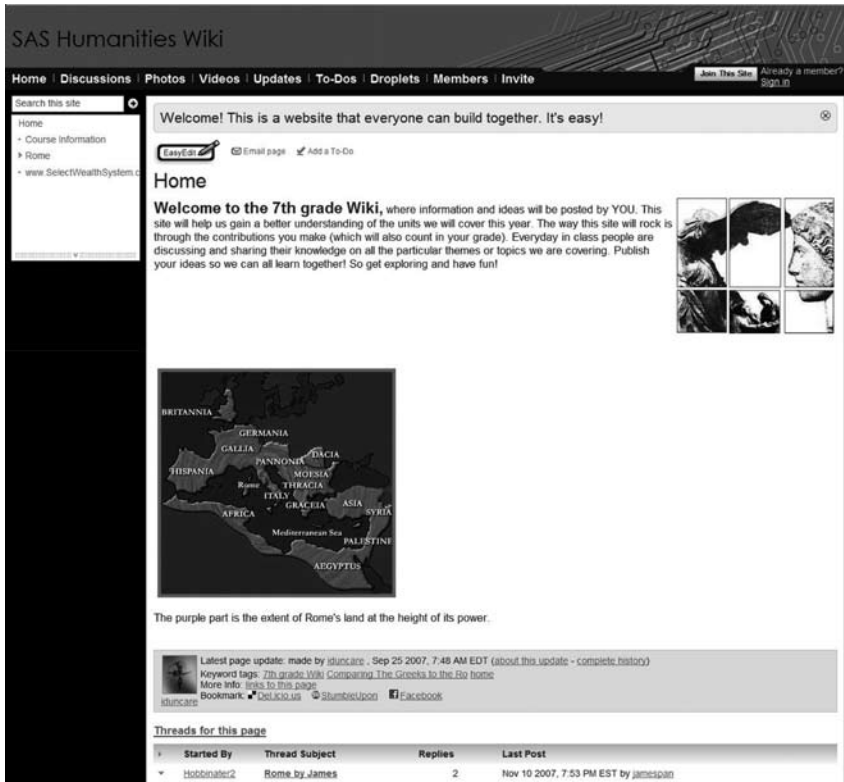 SAS Humanities Wiki
Home Discussions Photos Videos Updates To-Dos Droplets Members Invite
Join This Site Already a member?
Sign in
Search this site
Home
Course Information
Rome
www.SelectWealthSystem.c
Welcome! This is a website that everyone can build together. It's easy!
EasyEdit Email page Add a To-Do
Home
Welcome to the 7th grade Wiki, where information and ideas will be posted by YOU. This
site will help us gain a better understanding of the units we will cover this year. The way this site will rock is
through the contributions you make (which will also count in your grade). Everyday in class people are
discussing and sharing their knowledge on all the particular themes or topics we are covering. Publish
your ideas so we can all learn together! So get exploring and have fun!
BRITANNIA
GERMANIA
GALLIA
DACIA
PANNONIA
HISPANIA
MOESIA
Rome
THRACIA
ITALY
GRACEIA
ASIA
SYRIA
AFRICA
Mediterranean Sea
PALESTINE
AEGYPTUS
The purple part is the extent of Rome's land at the height of its power.
Latest page update: made by iduncare , Sep 25 2007, 7:48 AM EDT (about this update - complete history)
Keyword tags: 7th grade Wiki Comparing The Greeks to the Ro home
More Info: links to this page
iduncare
Bookmark: Del.icio.us StumbleUpon Facebook
Threads for this page
Started By Thread Subject Replies Last Post
Hobbinater2 Rome by James 2 Nov 10 2007, 7:53 PM EST by jamespan